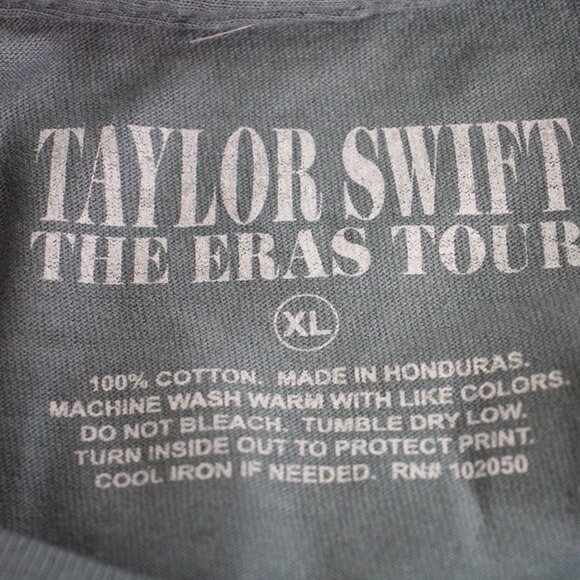 TAYLOR SWIFT
THE ERAS TOUR
XL
100% COTTON. MADE IN HONDURAS.
MACHINE WASH WARM WITH LIKE COLORS.
DO NOT BLEACH. TUMBLE DRY LOW.
TURN INSIDE OUT TO PROTECT PRINT.
COOL IRON IF NEEDED. RN# 102050